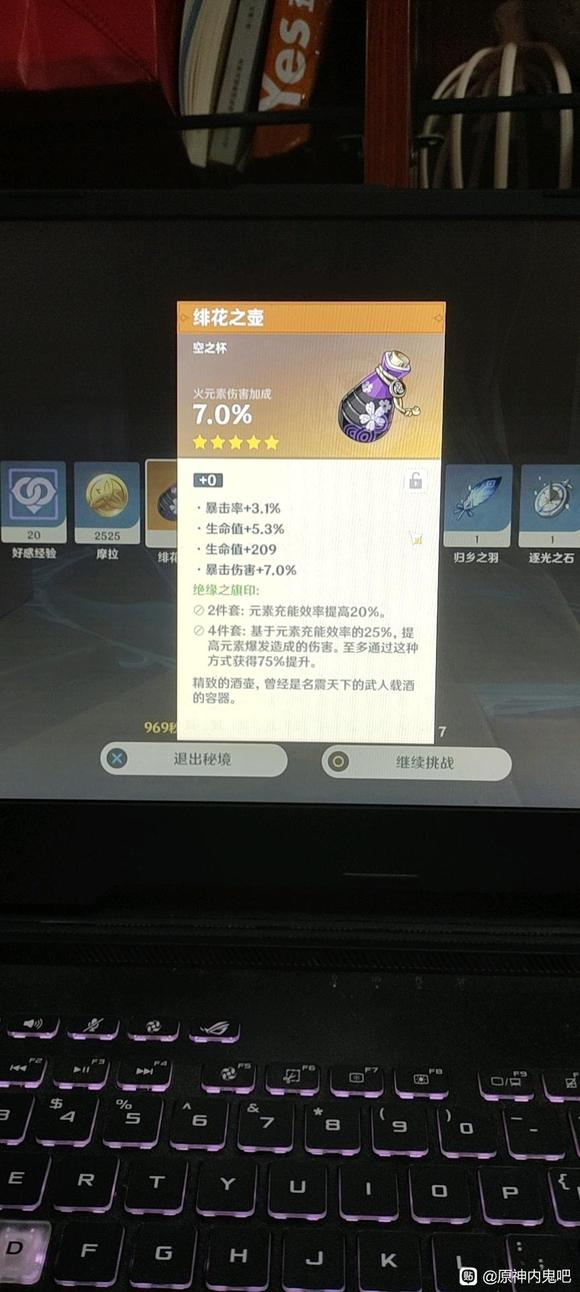 Yes
绯花之壶
空之杯
火元素伤害加成
7.0%
+0
·暴击率+3.1%
·生命值+5.3%
·生命值+209
·暴击伤害+7.0%
绝缘之旗印:
2件套: 元素充能效率提高20%。
4件套: 基于元素充能效率的25%, 提
高元素爆发造成的伤害。至多通过这种
方式获得75%提升。
精致的酒壶, 曾经是名震天下的武人载酒
的容器。
20
好感经验
2525
摩拉
绯花
1
归乡之羽
1
逐光之石
969秒
7
退出秘境
继续挑战
F2 F3 F4 F5 F6 F7 F8 F9
3 $ 4 % 5 ^ 6 & 7 * 8 ( 9 ) 0 _ -
E R T Y U I O P {
D F G H J K L :
贴 @原神内鬼吧